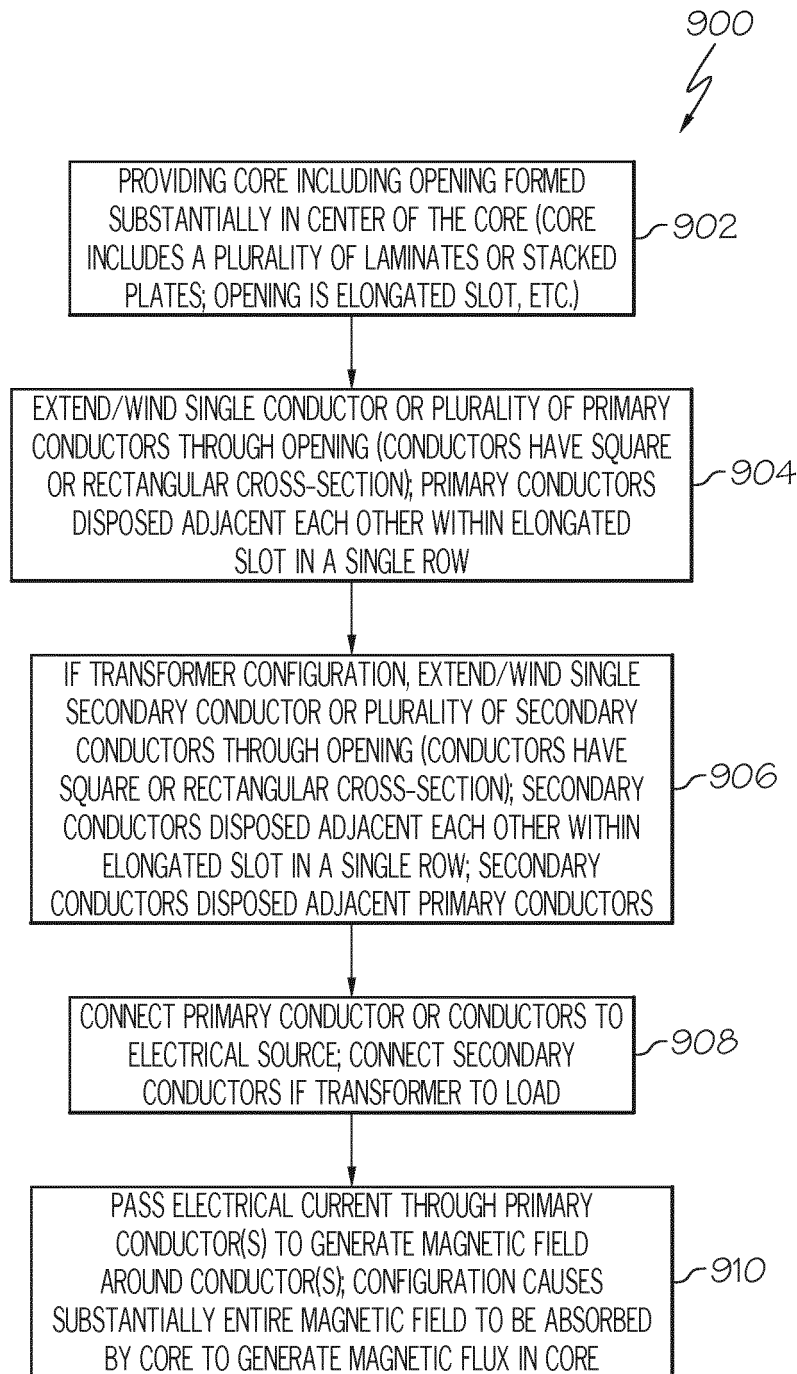 900
PROVIDING CORE INCLUDING OPENING FORMED
SUBSTANTIALLY IN CENTER OF THE CORE (CORE
INCLUDES A PLURALITY OF LAMINATES OR STACKED
PLATES; OPENING IS ELONGATED SLOT, ETC.)
902
EXTEND/WIND SINGLE CONDUCTOR OR PLURALITY OF PRIMARY
CONDUCTORS THROUGH OPENING (CONDUCTORS HAVE SQUARE
OR RECTANGULAR CROSS-SECTION); PRIMARY CONDUCTORS
DISPOSED ADJACENT EACH OTHER WITHIN ELONGATED
SLOT IN A SINGLE ROW
904
IF TRANSFORMER CONFIGURATION, EXTEND/WIND SINGLE
SECONDARY CONDUCTOR OR PLURALITY OF SECONDARY
CONDUCTORS THROUGH OPENING (CONDUCTORS HAVE
SQUARE OR RECTANGULAR CROSS-SECTION); SECONDARY
CONDUCTORS DISPOSED ADJACENT EACH OTHER WITHIN
ELONGATED SLOT IN A SINGLE ROW; SECONDARY
CONDUCTORS DISPOSED ADJACENT PRIMARY CONDUCTORS
906
CONNECT PRIMARY CONDUCTOR OR CONDUCTORS TO
ELECTRICAL SOURCE; CONNECT SECONDARY
CONDUCTORS IF TRANSFORMER TO LOAD
908
PASS ELECTRICAL CURRENT THROUGH PRIMARY
CONDUCTOR(S) TO GENERATE MAGNETIC FIELD
AROUND CONDUCTOR(S); CONFIGURATION CAUSES
SUBSTANTIALLY ENTIRE MAGNETIC FIELD TO BE ABSORBED
BY CORE TO GENERATE MAGNETIC FLUX IN CORE
910